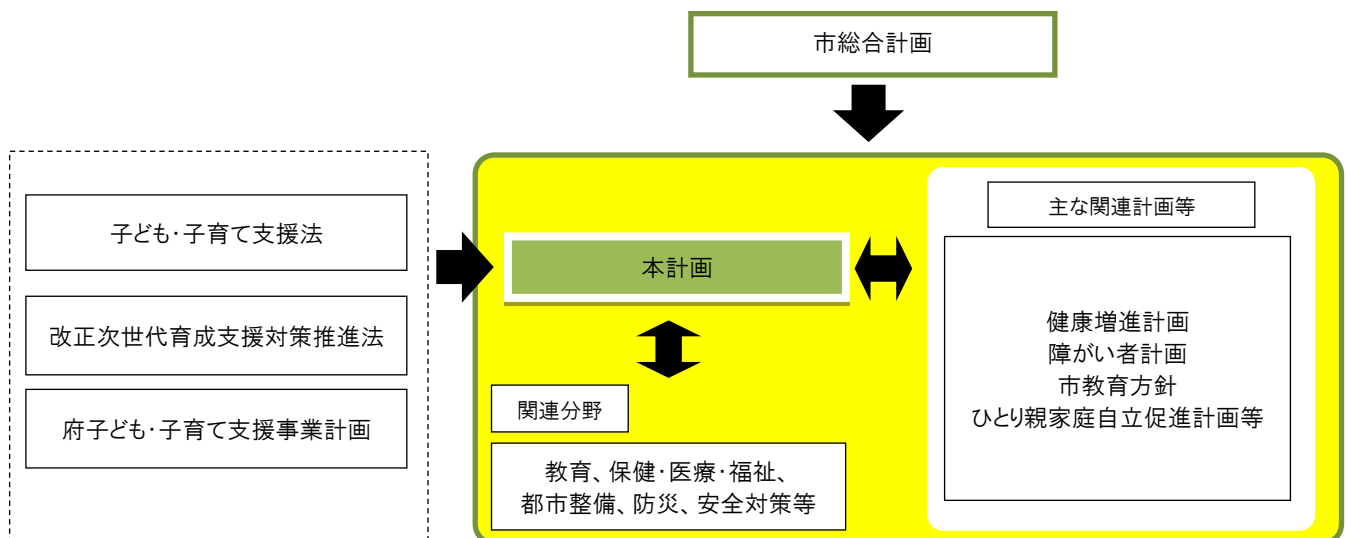 市総合計画
子ども・子育て支援法
改正次世代育成支援対策推進法
府子ども・子育て支援事業計画
本計画
関連分野
教育、保健・医療・福祉、
都市整備、防災、安全対策等
主な関連計画等
健康増進計画
障がい者計画
市教育方針
ひとり親家庭自立促進計画等